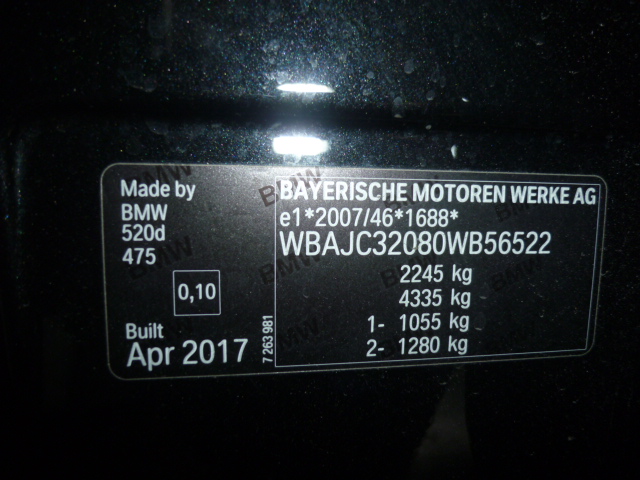 Made by
BMW
520d
475
0,10
Built
Apr 2017
7 263 981
BAYERISCHE MOTOREN WERKE AG
e1*2007/46*1688*
WBAJC32080WB56522
2245 kg
4335 kg
1- 1055 kg
2- 1280 kg